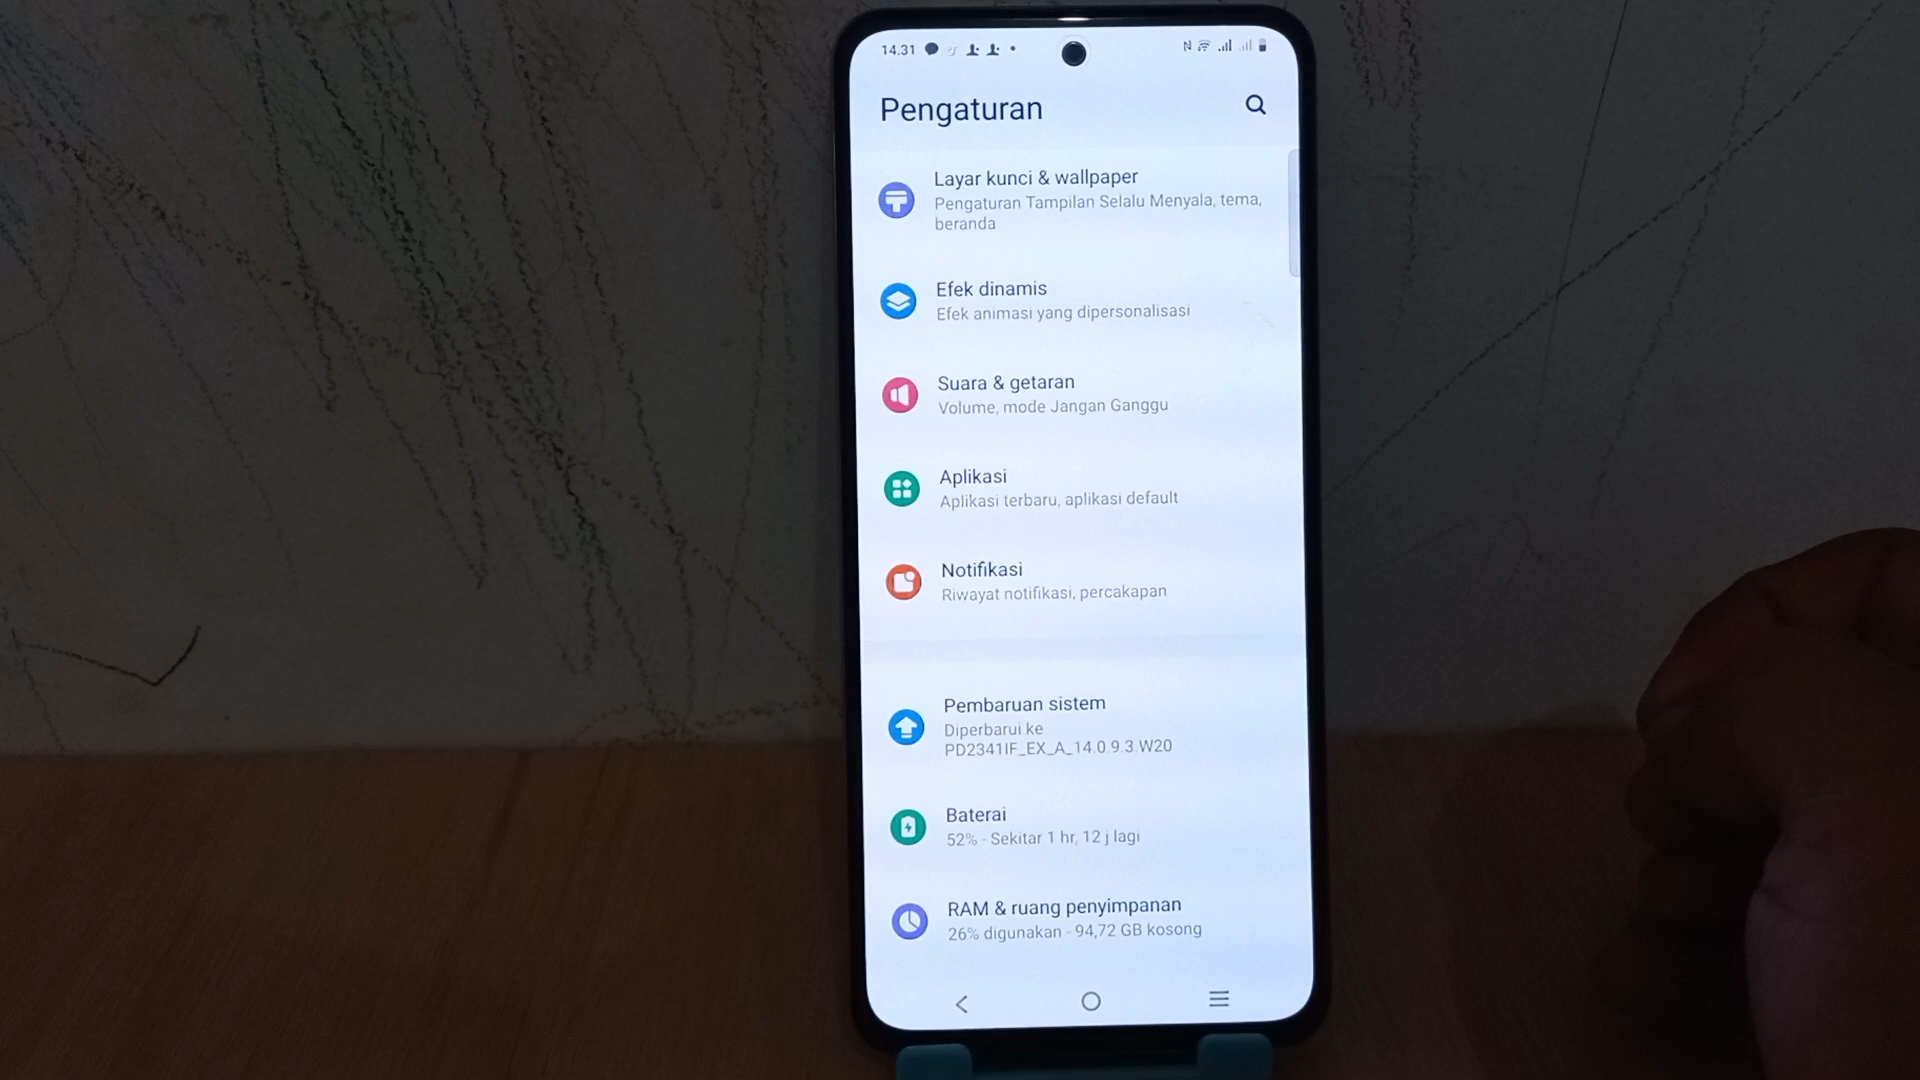 14.31
Pengaturan
Layar kunci & wallpaper
Pengaturan Tampilan Selalu Menyala, tema,
beranda
Efek dinamis
Efek animasi yang dipersonalisasi
Suara & getaran
Volume, mode Jangan Ganggu
Aplikasi
Aplikasi terbaru, aplikasi default
Notifikasi
Riwayat notifikasi, percakapan
Pembaruan sistem
Diperbarui ke
PD2341IF_EX_A_14.0.9.3.W20
Baterai
52% - Sekitar 1 hr, 12 j lagi
RAM & ruang penyimpanan
26% digunakan - 94,72 GB kosong